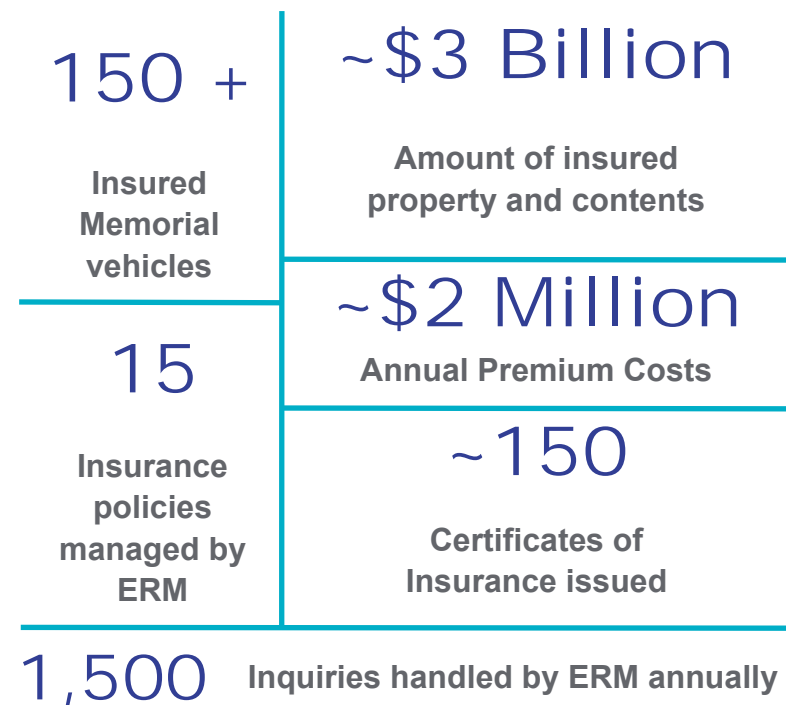 150 +
Insured
Memorial
vehicles
~$3 Billion
Amount of insured
property and contents
~$2 Million
Annual Premium Costs
15
Insurance
policies
managed by
ERM
~150
Certificates of
Insurance issued
1,500 Inquiries handled by ERM annually